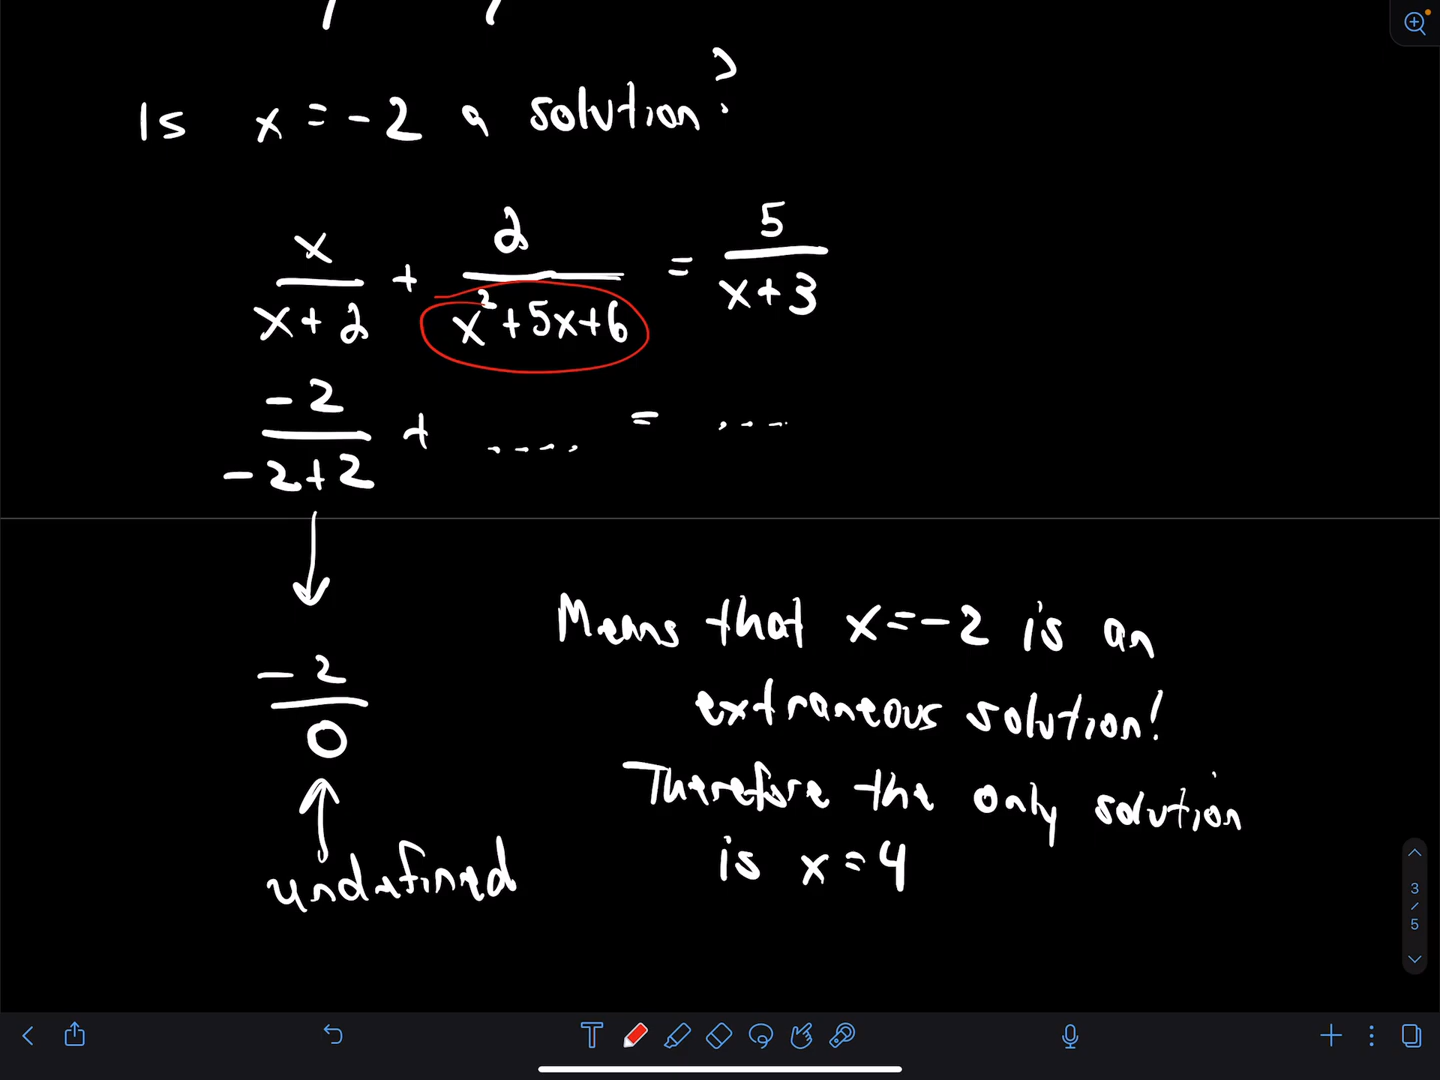 Is x = -2 a solution?
x/(x+2) + 2/(x²+5x+6) = 5/(x+3)
-2/(-2+2) + .... = ....
-2/0
undefined
Means that x=-2 is an
extraneous solution!
Therefore the only solution
is x=4
3
/
5
T